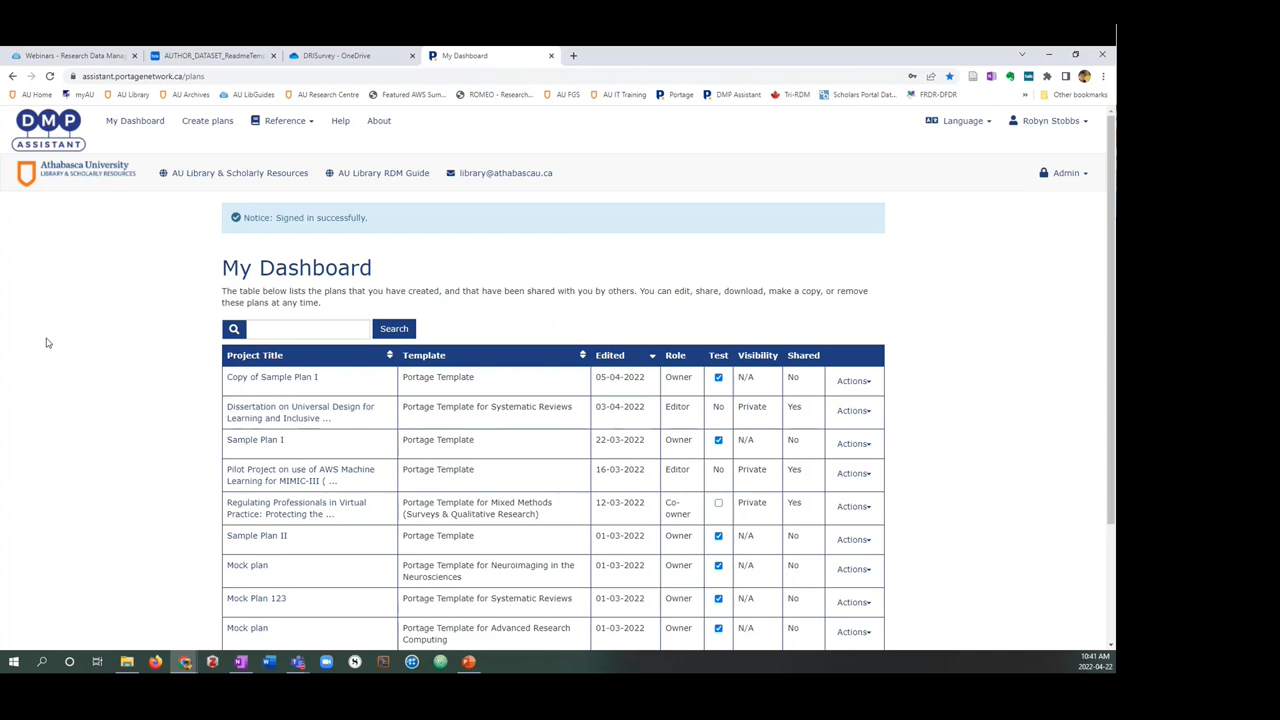 Webinars - Research Data Mana
AUTHOR_DATASET_ReadmeTem
DRISurvey - OneDrive
My Dashboard
assistant.portagenetwork.ca/plans
AU Home
myAU
AU Library
AU Archives
AU LibGuides
AU Research Centre
Featured AWS Sum...
ROMEO - Research...
AU FGS
AU IT Training
Portage
DMP Assistant
Tri-RDM
Scholars Portal Dat...
FRDR-DFDR
»
Other bookmarks
DMP
ASSISTANT
My Dashboard
Create plans
Reference
Help
About
Language
Robyn Stobbs
Athabasca University
LIBRARY & SCHOLARLY RESOURCES
AU Library & Scholarly Resources
AU Library RDM Guide
library@athabascau.ca
Admin
Notice: Signed in successfully.
My Dashboard
The table below lists the plans that you have created, and that have been shared with you by others. You can edit, share, download, make a copy, or remove
these plans at any time.
Search
Project Title Template Edited Role Test Visibility Shared
Copy of Sample Plan I Portage Template 05-04-2022 Owner N/A No Actions
Dissertation on Universal Design for Portage Template for Systematic Reviews 03-04-2022 Editor No Private Yes Actions
Learning and Inclusive ...
Sample Plan I Portage Template 22-03-2022 Owner N/A No Actions
Pilot Project on use of AWS Machine Portage Template 16-03-2022 Editor No Private Yes Actions
Learning for MIMIC-III ( ...
Regulating Professionals in Virtual Portage Template for Mixed Methods 12-03-2022 Co- Private Yes Actions
Practice: Protecting the ... (Surveys & Qualitative Research) owner
Sample Plan II Portage Template 01-03-2022 Owner N/A No Actions
Mock plan Portage Template for Neuroimaging in the 01-03-2022 Owner N/A No Actions
Neurosciences
Mock Plan 123 Portage Template for Systematic Reviews 01-03-2022 Owner N/A No Actions
Mock plan Portage Template for Advanced Research 01-03-2022 Owner N/A No Actions
Computing
10:41 AM
2022-04-22